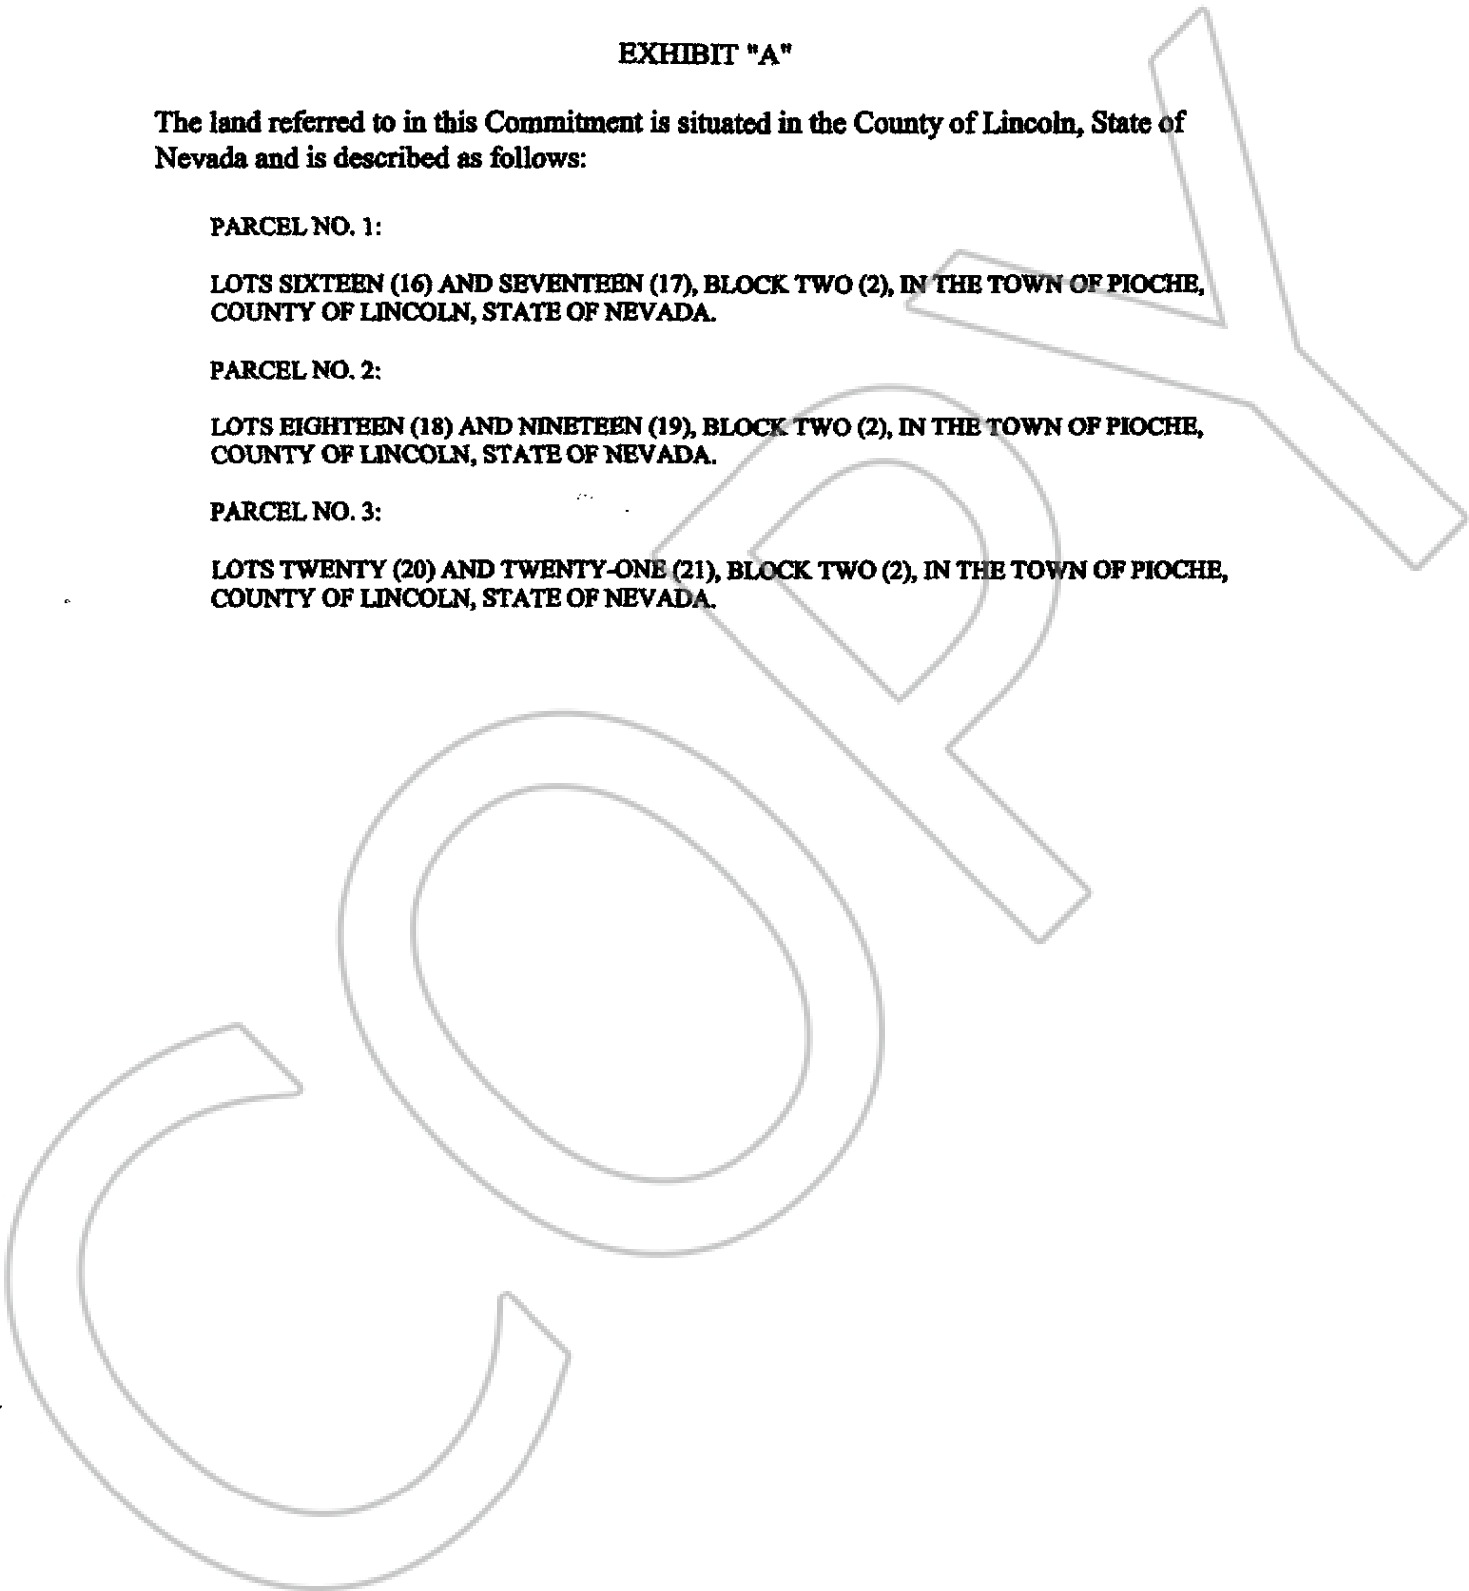 EXHIBIT "A"
The land referred to in this Commitment is situated in the County of Lincoln, State of
Nevada and is described as follows:
PARCEL NO. 1:
LOTS SIXTEEN (16) AND SEVENTEEN (17), BLOCK TWO (2), IN THE TOWN OF PIOCHE,
COUNTY OF LINCOLN, STATE OF NEVADA.
PARCEL NO. 2:
LOTS EIGHTEEN (18) AND NINETEEN (19), BLOCK TWO (2), IN THE TOWN OF PIOCHE,
COUNTY OF LINCOLN, STATE OF NEVADA.
PARCEL NO. 3:
LOTS TWENTY (20) AND TWENTY-ONE (21), BLOCK TWO (2), IN THE TOWN OF PIOCHE,
COUNTY OF LINCOLN, STATE OF NEVADA.
COPY